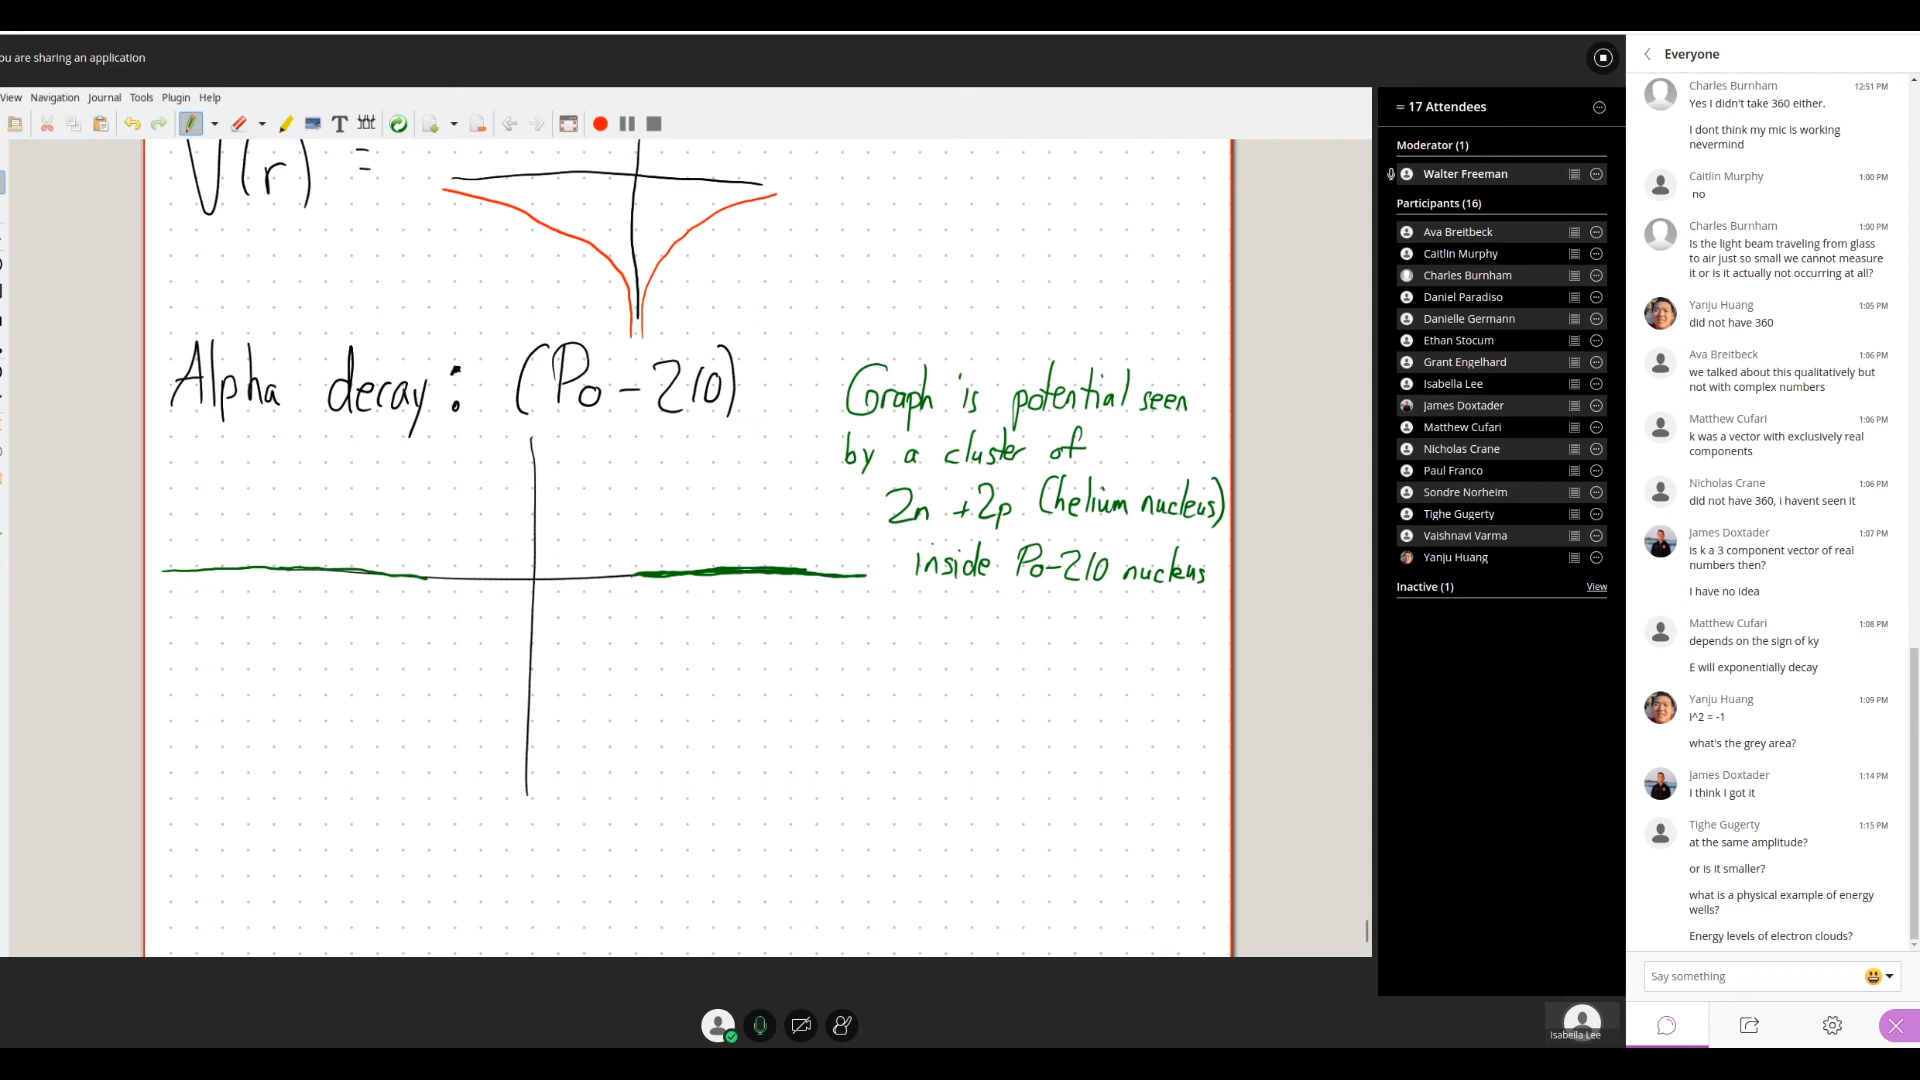 ou are sharing an application
View Navigation Journal Tools Plugin Help
V(r) =
Alpha decay: (Po-210)
Graph is potential seen
by a cluster of
2n +2p (helium nucleus)
inside Po-210 nucleus
17 Attendees
Moderator (1)
Walter Freeman
Participants (16)
Ava Breitbeck
Caitlin Murphy
Charles Burnham
Daniel Paradiso
Danielle Germann
Ethan Stocum
Grant Engelhard
Isabella Lee
James Doxtader
Matthew Cufari
Nicholas Crane
Paul Franco
Sondre Norheim
Tighe Gugerty
Vaishnavi Varma
Yanju Huang
Inactive (1) View
Isabella Lee
Everyone
Charles Burnham 12:51 PM
Yes I didn't take 360 either.
I dont think my mic is working
nevermind
Caitlin Murphy 1:00 PM
no
Charles Burnham 1:00 PM
Is the light beam traveling from glass
to air just so small we cannot measure
it or is it actually not occurring at all?
Yanju Huang 1:05 PM
did not have 360
Ava Breitbeck 1:06 PM
we talked about this qualitatively but
not with complex numbers
Matthew Cufari 1:06 PM
k was a vector with exclusively real
components
Nicholas Crane 1:06 PM
did not have 360, i havent seen it
James Doxtader 1:07 PM
is k a 3 component vector of real
numbers then?
I have no idea
Matthew Cufari 1:08 PM
depends on the sign of ky
E will exponentially decay
Yanju Huang 1:09 PM
i^2 = -1
what's the grey area?
James Doxtader 1:14 PM
I think I got it
Tighe Gugerty 1:15 PM
at the same amplitude?
or is it smaller?
what is a physical example of energy
wells?
Energy levels of electron clouds?
Say something